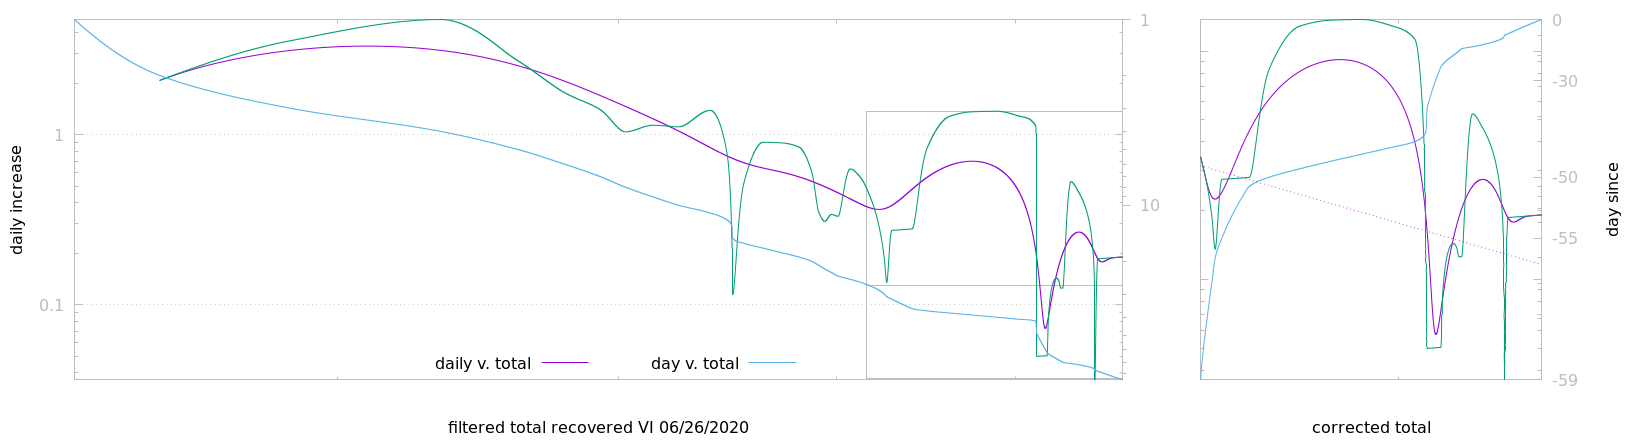 1
-0
-30
1
daily increase
-50
day since
10
-55
0.1
daily v. total
day v. total
-59
filtered total recovered VI 06/26/2020
corrected total